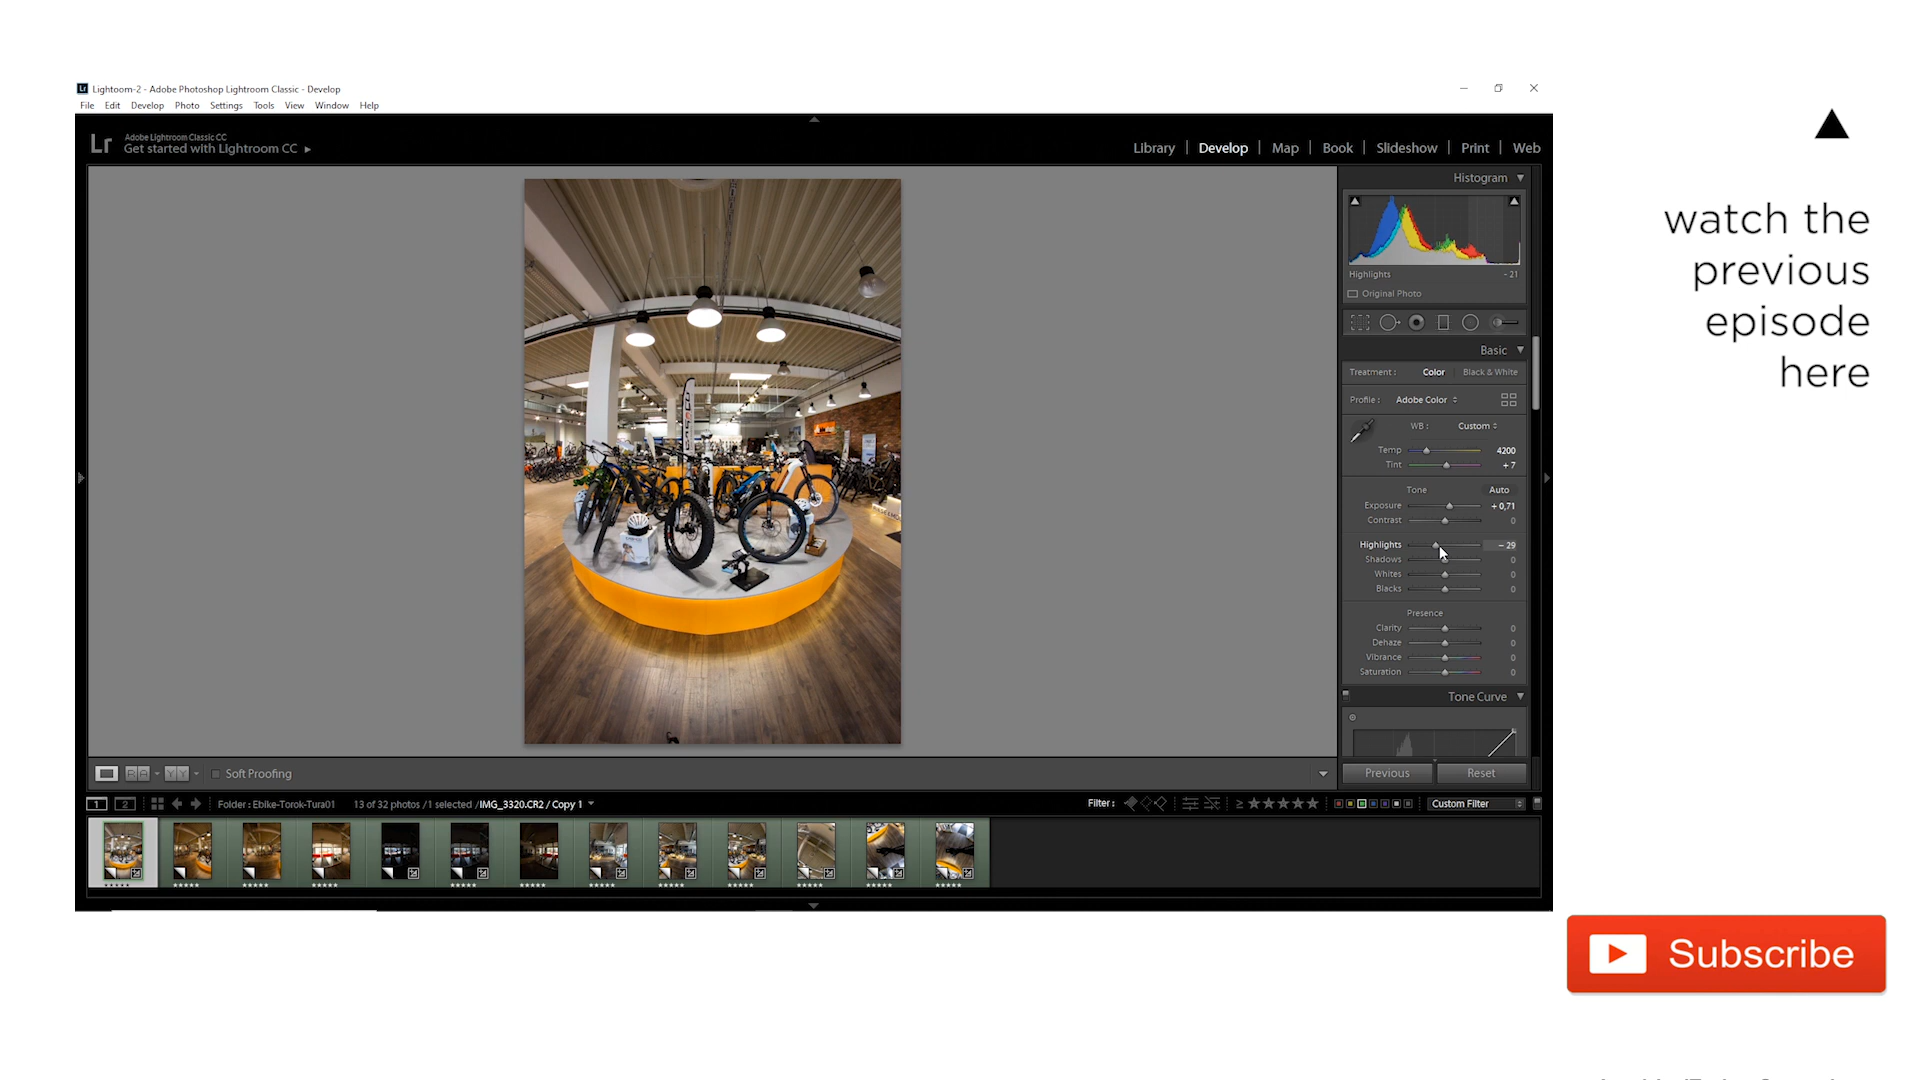 Lightoom-2 - Adobe Photoshop Lightroom Classic - Develop
File Edit Develop Photo Settings Tools View Window Help
Lr
Adobe Lightroom Classic CC
Get started with Lightroom CC
Library | Develop | Map | Book | Slideshow | Print | Web
Histogram
Highlights - 21
Original Photo
Basic
Treatment : Color Black & White
Profile : Adobe Color
WB : Custom
Temp 4200
Tint + 7
Tone Auto
Exposure + 0,71
Contrast 0
Highlights - 29
Shadows 0
Whites 0
Blacks 0
Presence
Clarity 0
Dehaze 0
Vibrance 0
Saturation 0
Tone Curve
Previous Reset
Soft Proofing
1 2 Folder : Ebike-Torok-Tura01 13 of 32 photos /1 selected /IMG_3320.CR2 / Copy 1
Filter : ≥ ★★★★★ Custom Filter
watch the
previous
episode
here
Subscribe